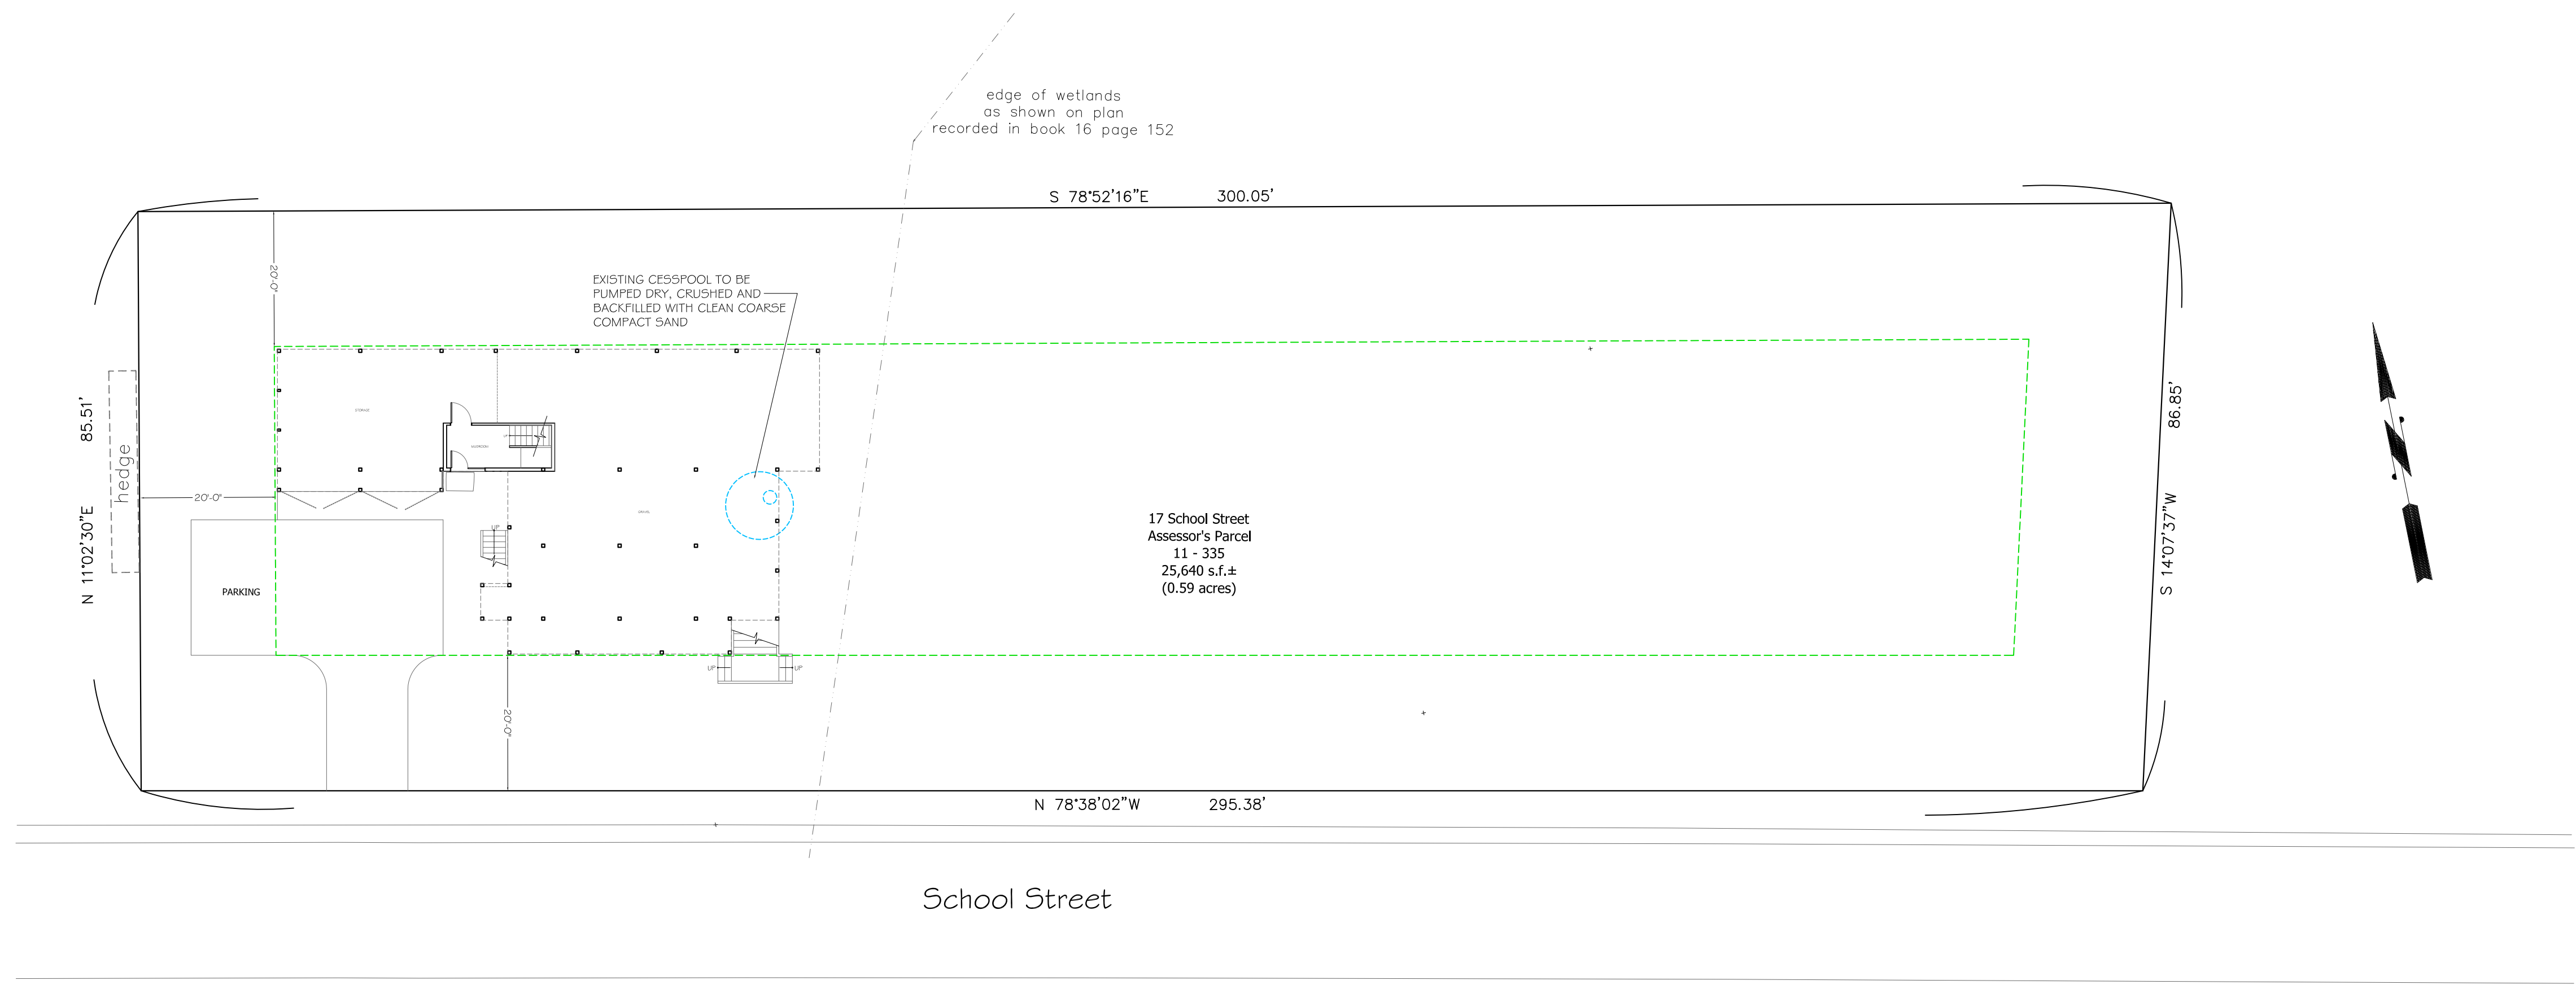 edge of wetlands
as shown on plan
recorded in book 16 page 152
S 78°52'16"E 300.05'
20'-0"
EXISTING CESSPOOL TO BE
PUMPED DRY, CRUSHED AND
BACKFILLED WITH CLEAN COARSE
COMPACT SAND
N 11°02'30"E 85.51'
hedge
20'-0"
STORAGE
UP
PARKING
UP
UP
UP
20'-0"
17 School Street
Assessor's Parcel
11 - 335
25,640 s.f.±
(0.59 acres)
S 14°07'37"W 86.85'
N 78°38'02"W 295.38'
School Street